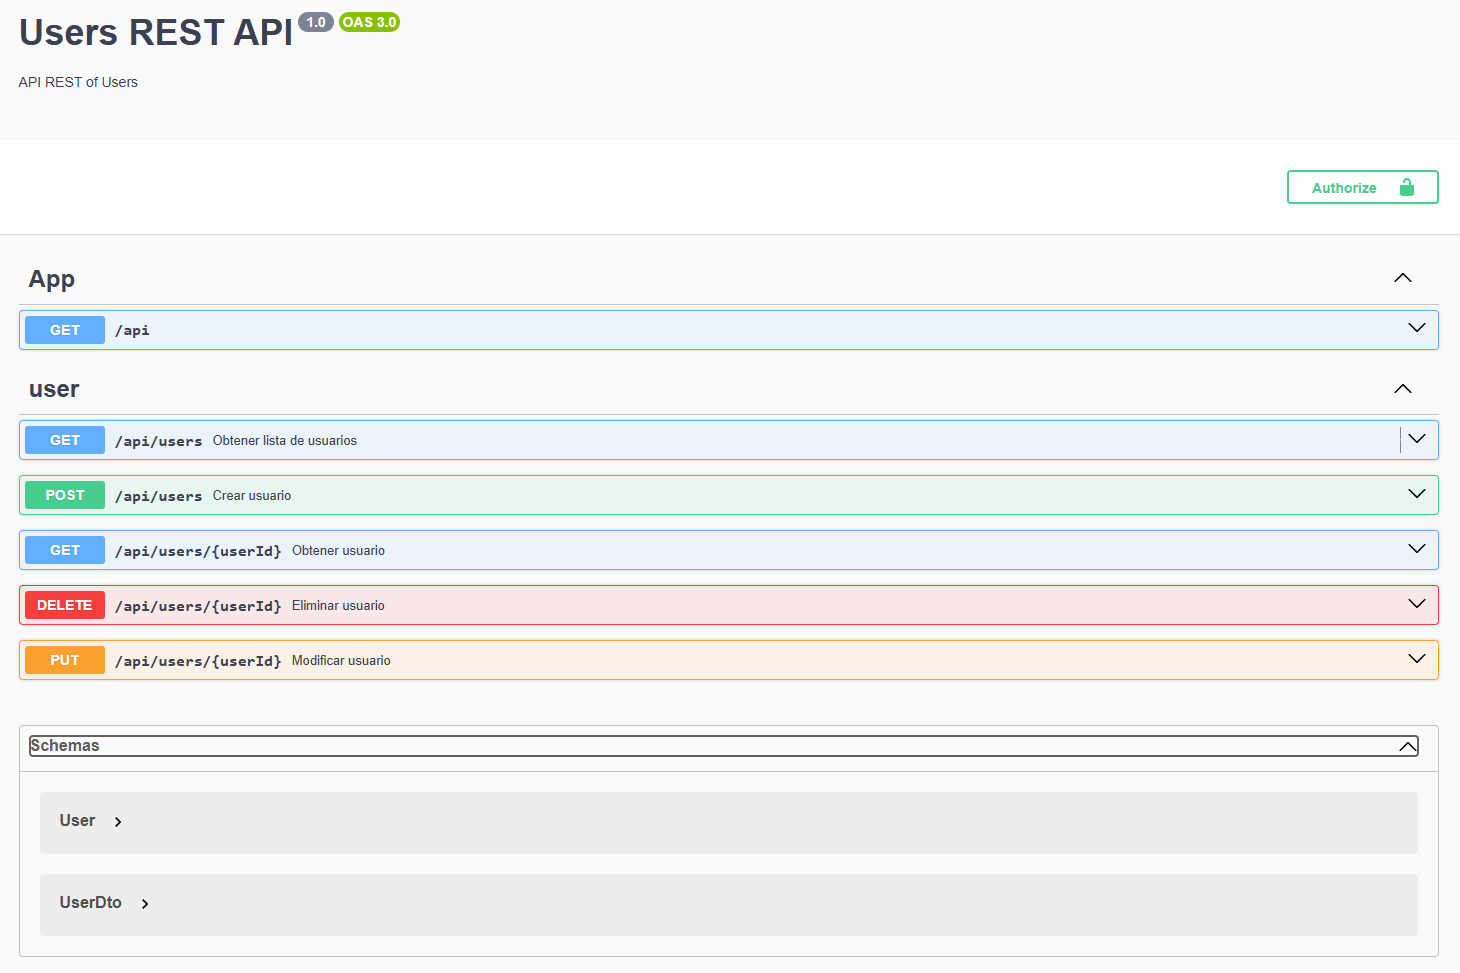 Users REST API 1.0 OAS 3.0
API REST of Users
Authorize
App
GET /api
user
GET /api/users Obtener lista de usuarios
POST /api/users Crear usuario
GET /api/users/{userId} Obtener usuario
DELETE /api/users/{userId} Eliminar usuario
PUT /api/users/{userId} Modificar usuario
Schemas
User
UserDto